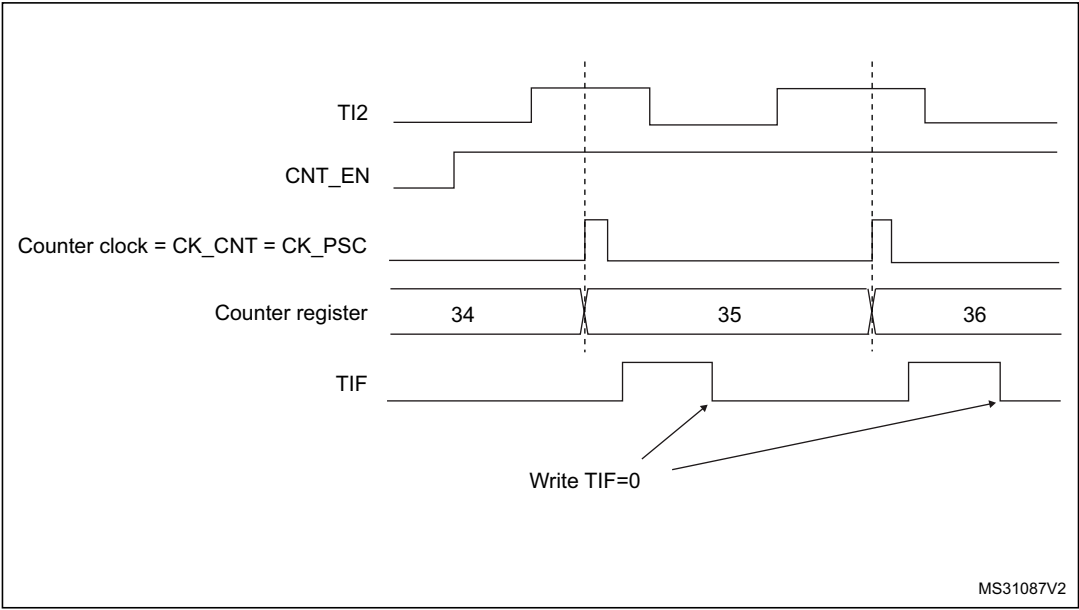 TI2
CNT_EN
Counter clock = CK_CNT = CK_PSC
Counter register
34
35
36
TIF
Write TIF=0
MS31087V2